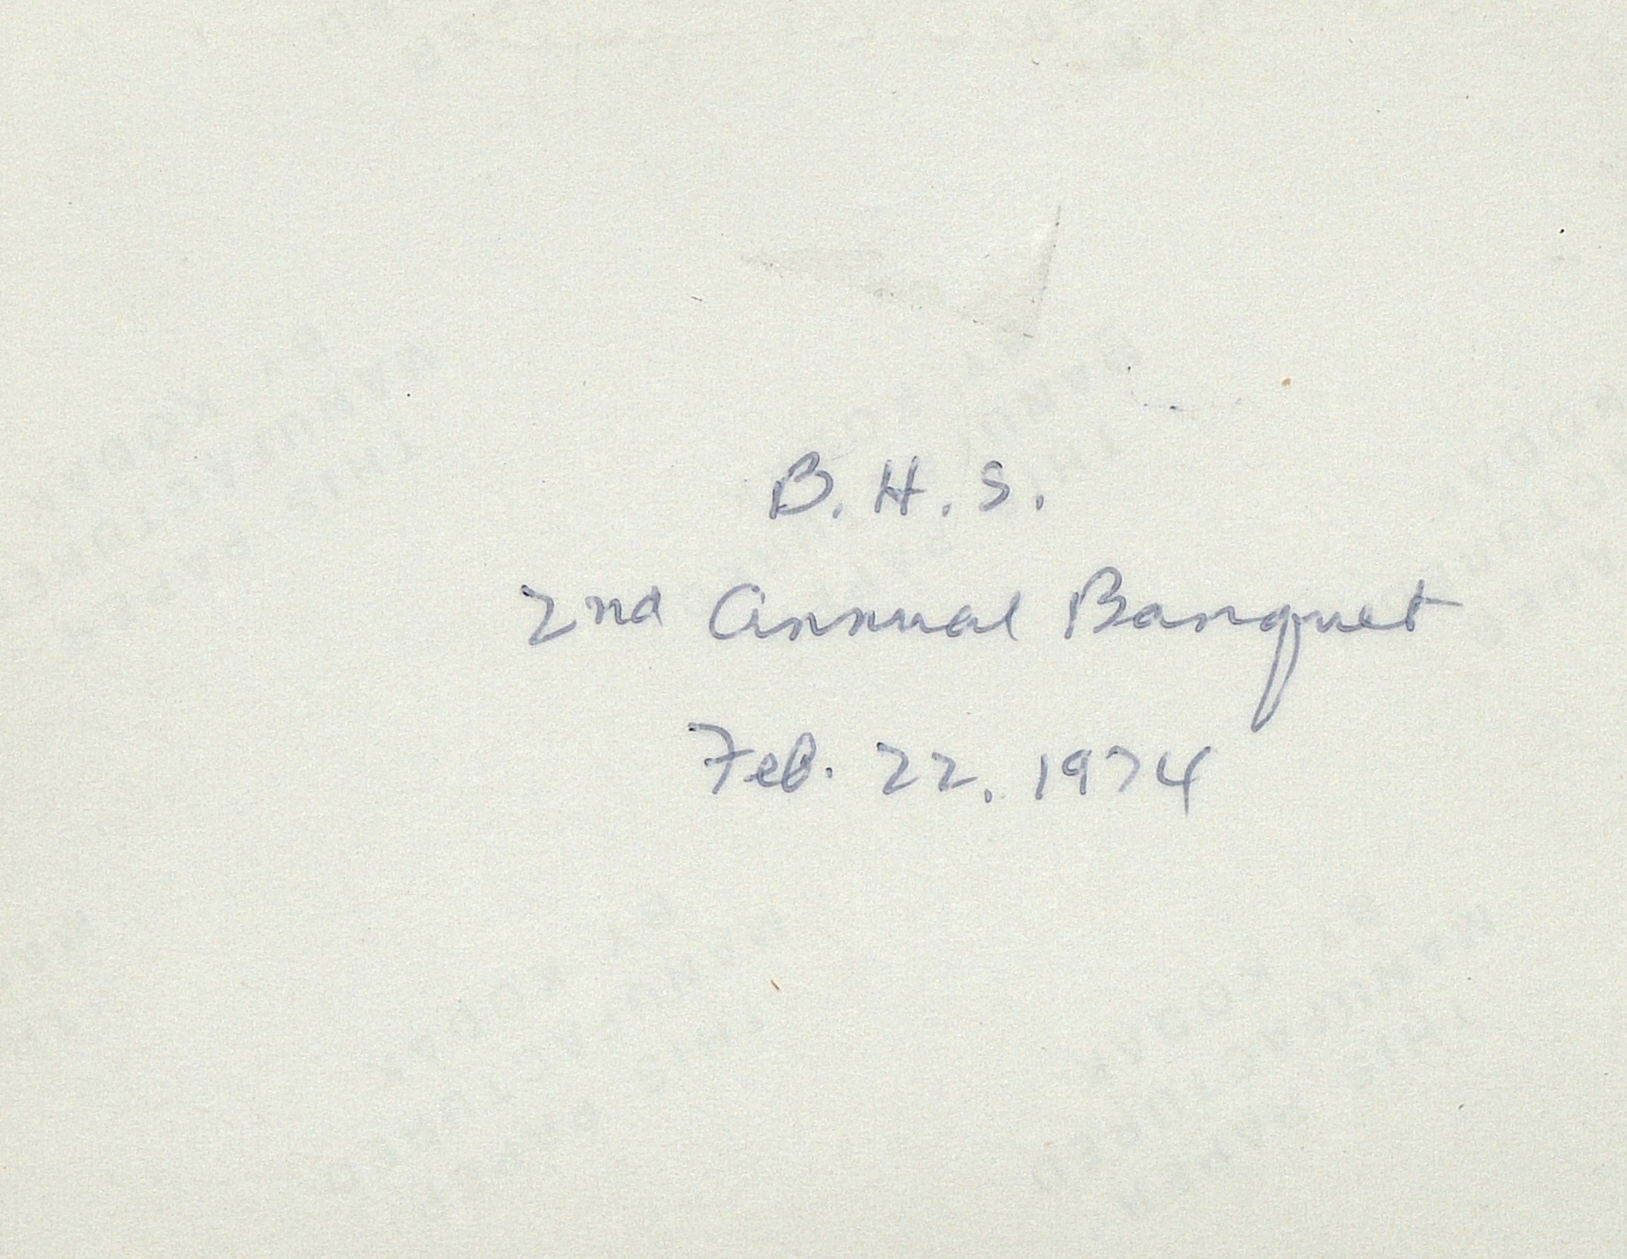 B. H. S.
2nd Annual Banquet
Feb. 22, 1974